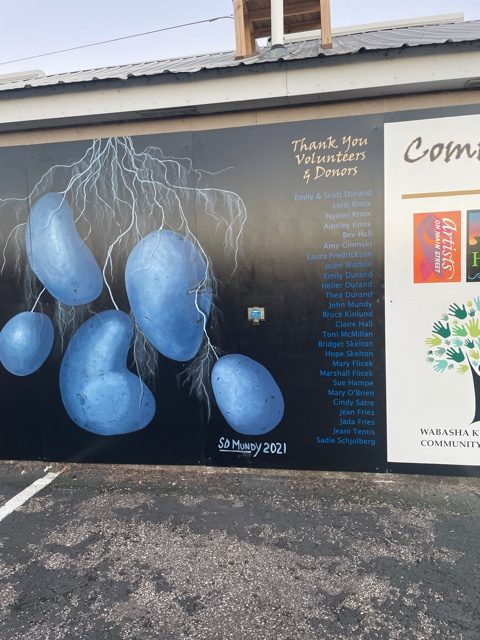 Thank You
Volunteers
& Donors
Emily & Scott Durand
Leisi Knox
Naomi Knox
Ainsley Knox
Bev Hall
Amy Glomski
Laura Fredrickson
Jeani Wodele
Emily Durand
Heller Durand
Thea Durand
John Mundy
Bruce Kinlund
Claire Hall
Toni McMillan
Bridget Skelton
Hope Skelton
Mary Flicek
Marshall Flicek
Sue Hampe
Mary O'Brien
Cindy Satre
Jean Fries
Jada Fries
Jeani Tentis
Sadie Schjolberg
SD MUNDY 2021
Com
artists
ON MAIN STREET
H
WABASHA K
COMMUNITY